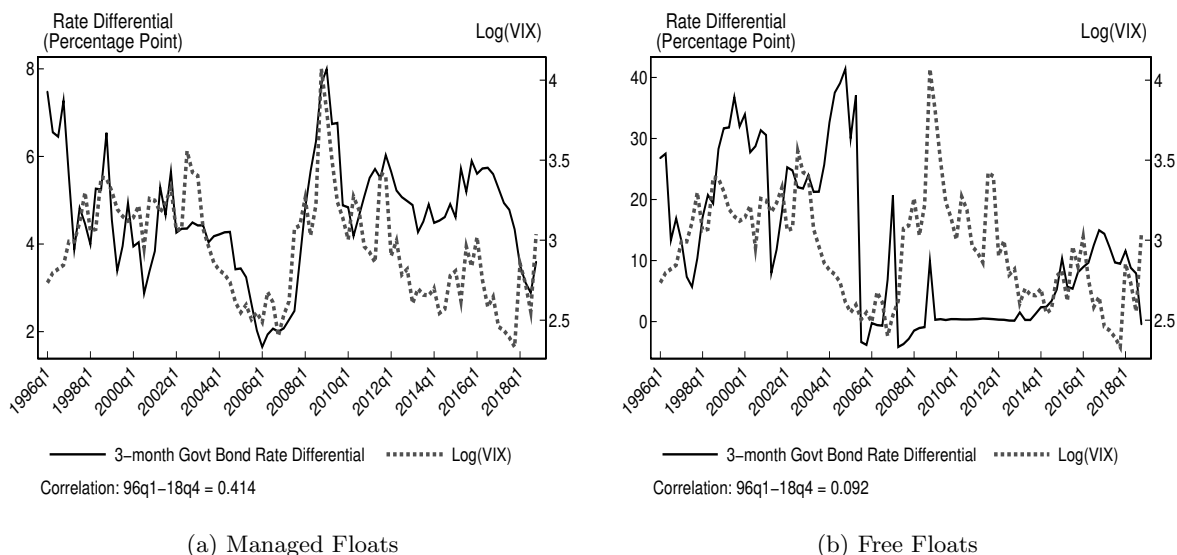 Rate Differential
(Percentage Point)
Log(VIX)
8
6
4
2
4
3.5
3
2.5
1996q1
1998q1
2000q1
2002q1
2004q1
2006q1
2008q1
2010q1
2012q1
2014q1
2016q1
2018q1
3−month Govt Bond Rate Differential
Log(VIX)
Correlation: 96q1−18q4 = 0.414
(a) Managed Floats
Rate Differential
(Percentage Point)
Log(VIX)
40
30
20
10
0
4
3.5
3
2.5
1996q1
1998q1
2000q1
2002q1
2004q1
2006q1
2008q1
2010q1
2012q1
2014q1
2016q1
2018q1
3−month Govt Bond Rate Differential
Log(VIX)
Correlation: 96q1−18q4 = 0.092
(b) Free Floats